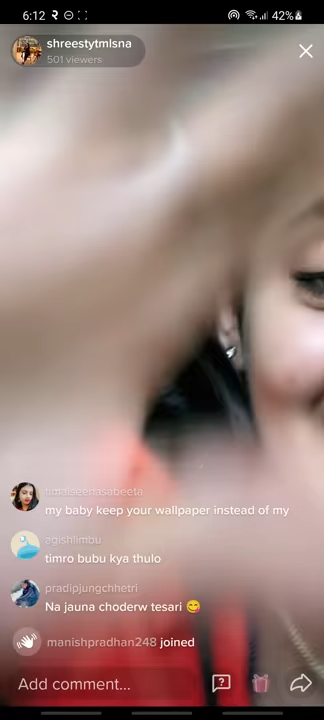 6:12
42%
shreestytmlsna
501 viewers
my baby keep your wallpaper instead of my
agishlimbu
timro bubu kya thulo
pradipjungchhetri
Na jauna choderw tesari 😋
manishpradhan248 joined
Add comment...